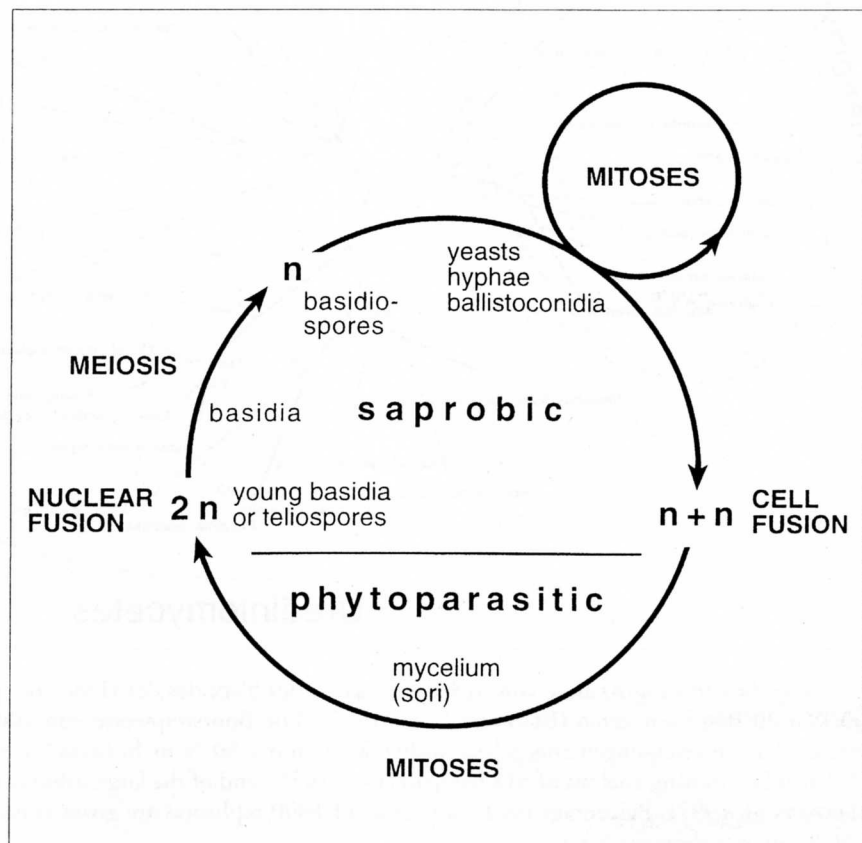 MITOSES
yeasts
hyphae
ballistoconidia
n
basidio-
spores
MEIOSIS
basidia
saprobic
NUCLEAR
FUSION
2 n
young basidia
or teliospores
n + n
CELL
FUSION
phytoparasitic
mycelium
(sori)
MITOSES